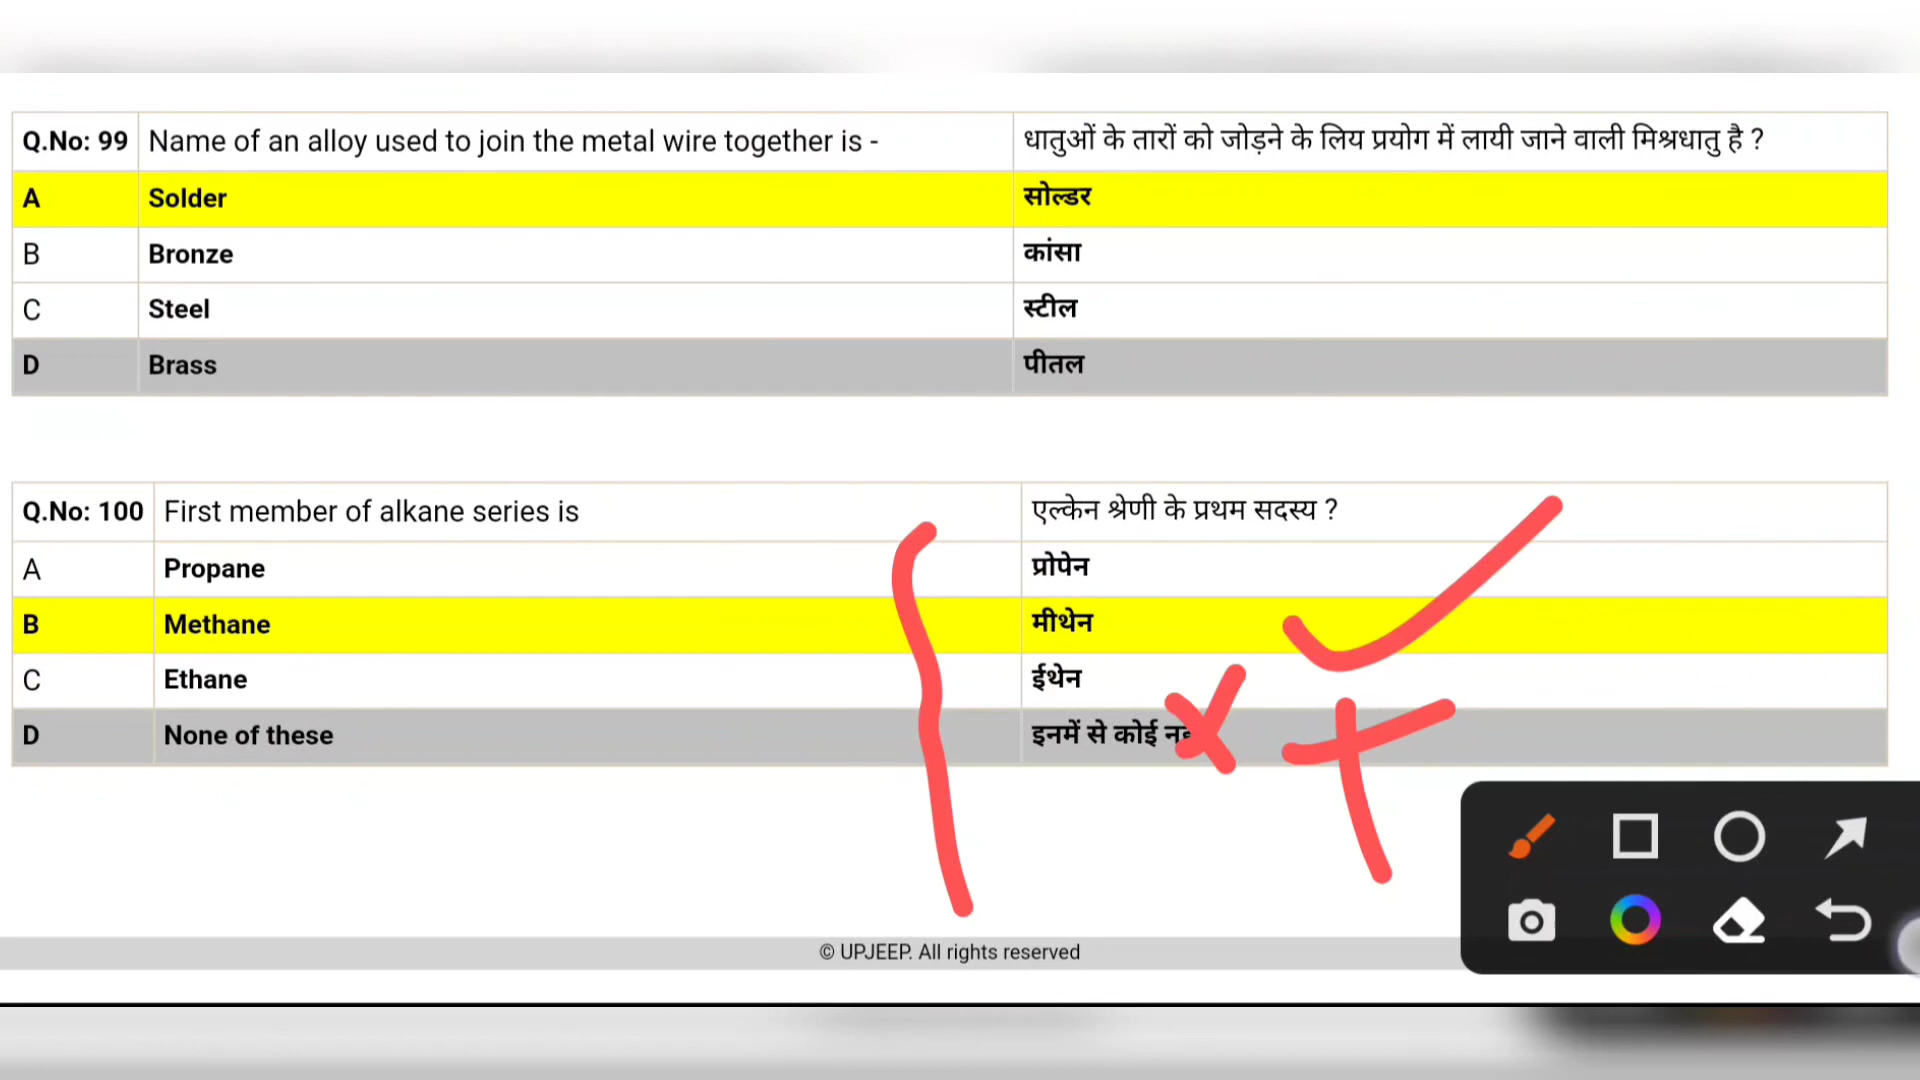 Q.No: 99 Name of an alloy used to join the metal wire together is - धातुओं के तारों को जोड़ने के लिय प्रयोग में लायी जाने वाली मिश्रधातु है ?
A Solder सोल्डर
B Bronze कांसा
C Steel स्टील
D Brass पीतल
Q.No: 100 First member of alkane series is एल्केन श्रेणी के प्रथम सदस्य ?
A Propane प्रोपेन
B Methane मीथेन
C Ethane ईथेन
D None of these इनमें से कोई
© UPJEEP. All rights reserved